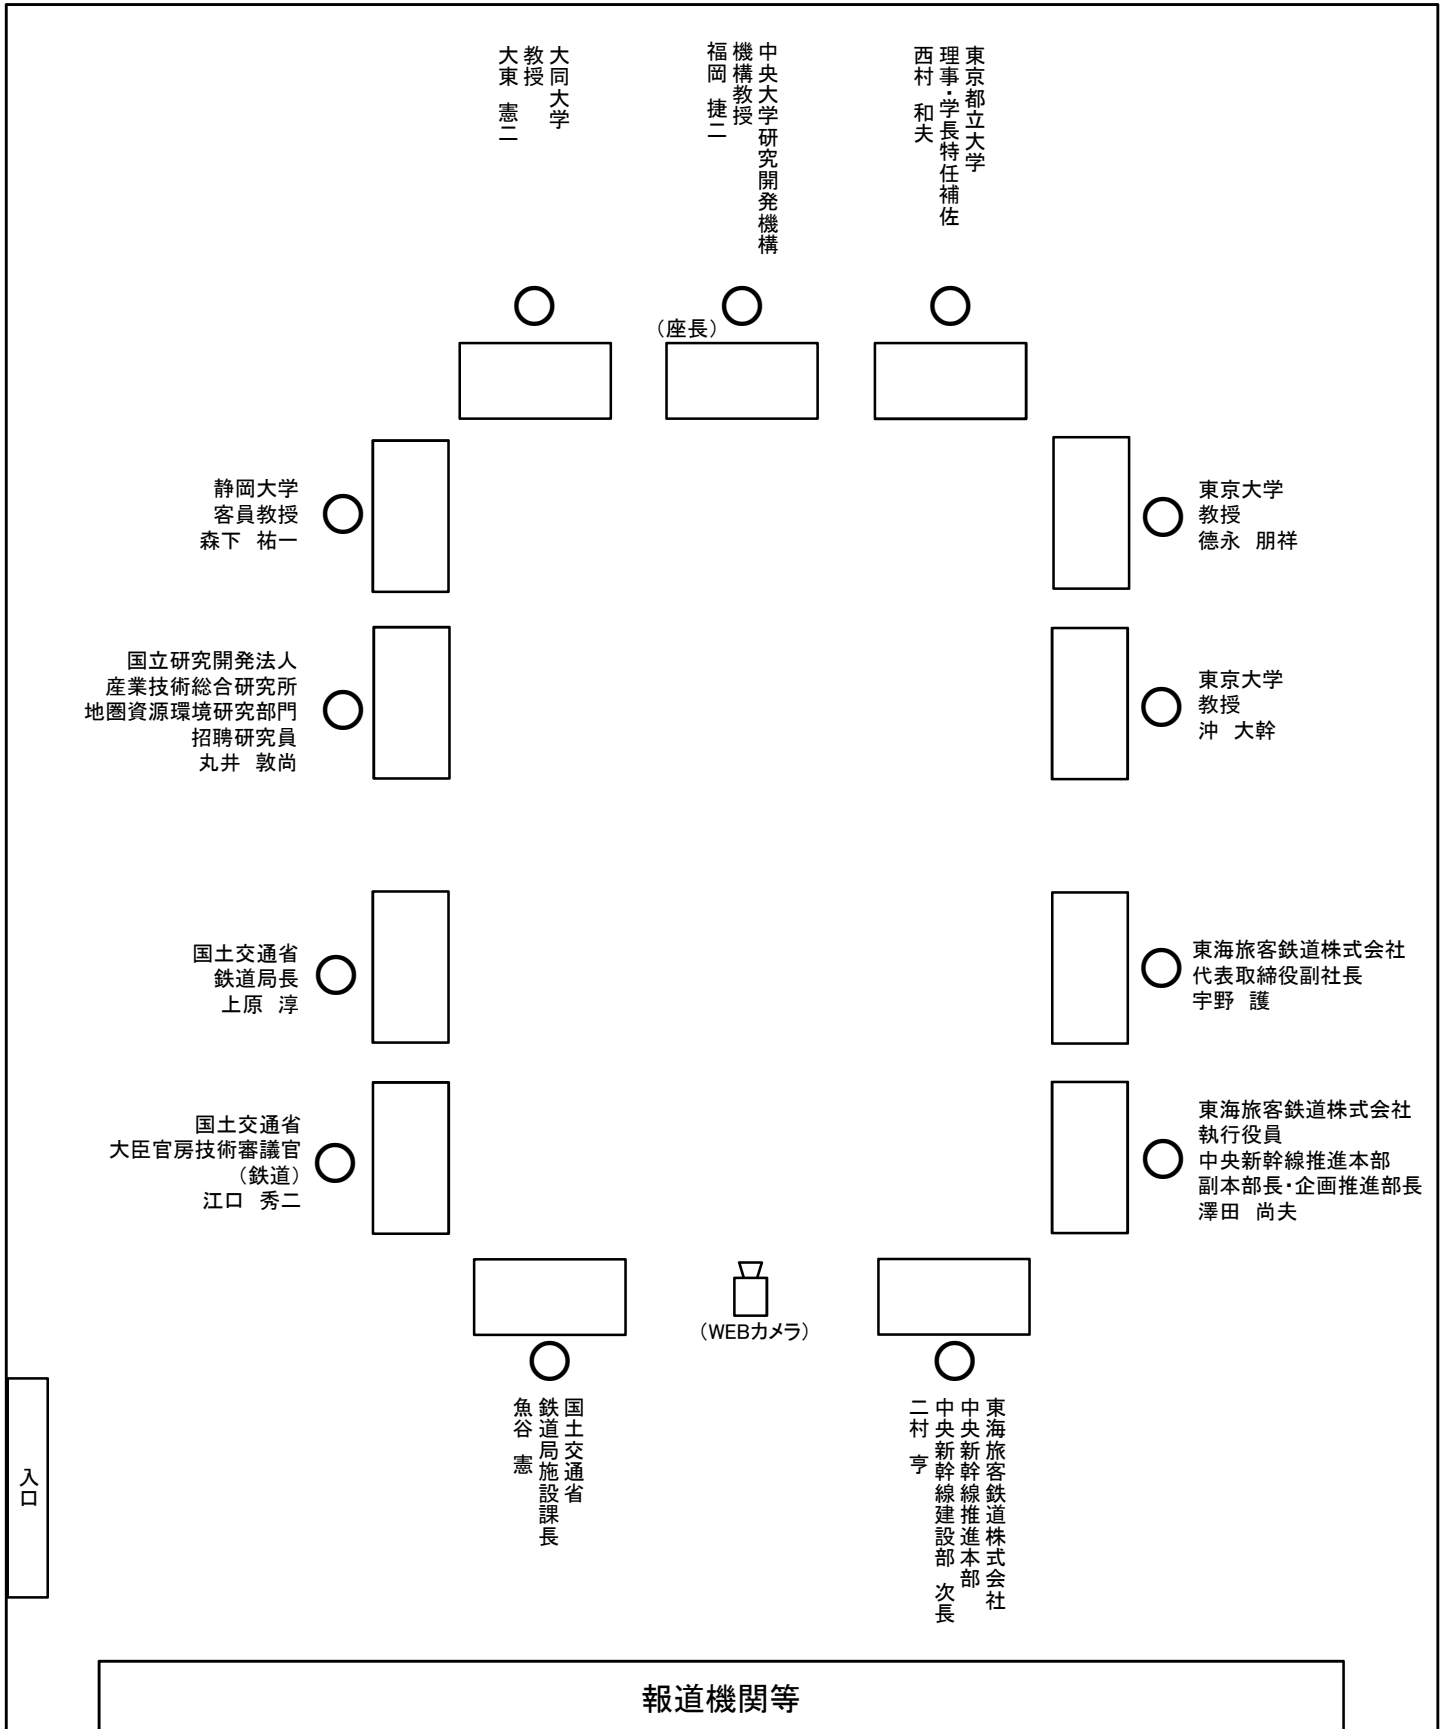 大同大学
教授
大東 憲二
中央大学研究開発機構
機構教授
福岡 捷二
東京都立大学
理事・学長特任補佐
西村 和夫
(座長)
静岡大学
客員教授
森下 祐一
東京大学
教授
徳永 朋祥
国立研究開発法人
産業技術総合研究所
地圏資源環境研究部門
招聘研究員
丸井 敦尚
東京大学
教授
沖 大幹
国土交通省
鉄道局長
上原 淳
東海旅客鉄道株式会社
代表取締役副社長
宇野 護
国土交通省
大臣官房技術審議官
(鉄道)
江口 秀二
東海旅客鉄道株式会社
執行役員
中央新幹線推進本部
副本部長・企画推進部長
澤田 尚夫
(WEBカメラ)
国土交通省
鉄道局施設課長
魚谷 憲
東海旅客鉄道株式会社
中央新幹線推進本部
中央新幹線建設部 次長
二村 亨
入口
報道機関等